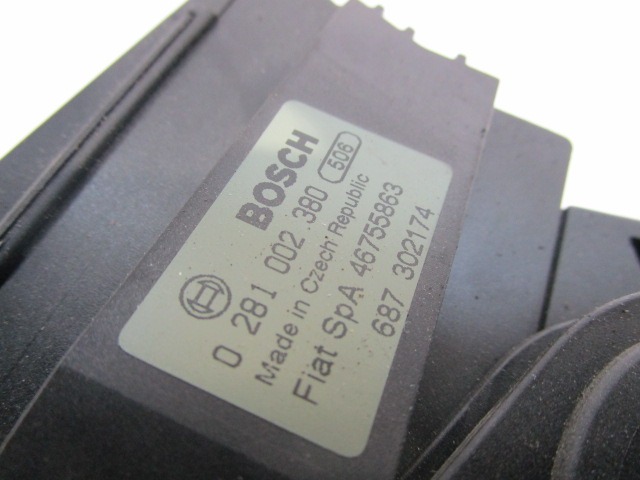 BOSCH 506
0 281 002 380
Made in Czech Republic
Fiat SpA 46755863
687 302174